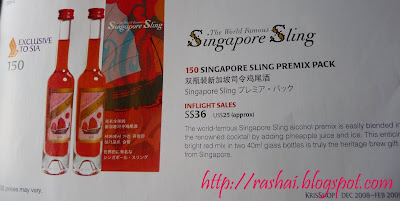 EXCLUSIVE
TO SIA
150
The World Famous
Singapore Sling
150 SINGAPORE SLING PREMIX PACK
双瓶装新加坡司令鸡尾酒
Singapore Sling プレミア・パック
INFLIGHT SALES
S$36 US$25 (approx)
The world-famous Singapore Sling alcohol premix is easily blended in
the renowned cocktail by adding pineapple juice and ice. This enticing
bright red mix in two 40ml glass bottles is truly the heritage brew gift
from Singapore.
prices may vary.
http://rashai.blogspot.com
KRISSHOP DEC 2008–FEB 2009